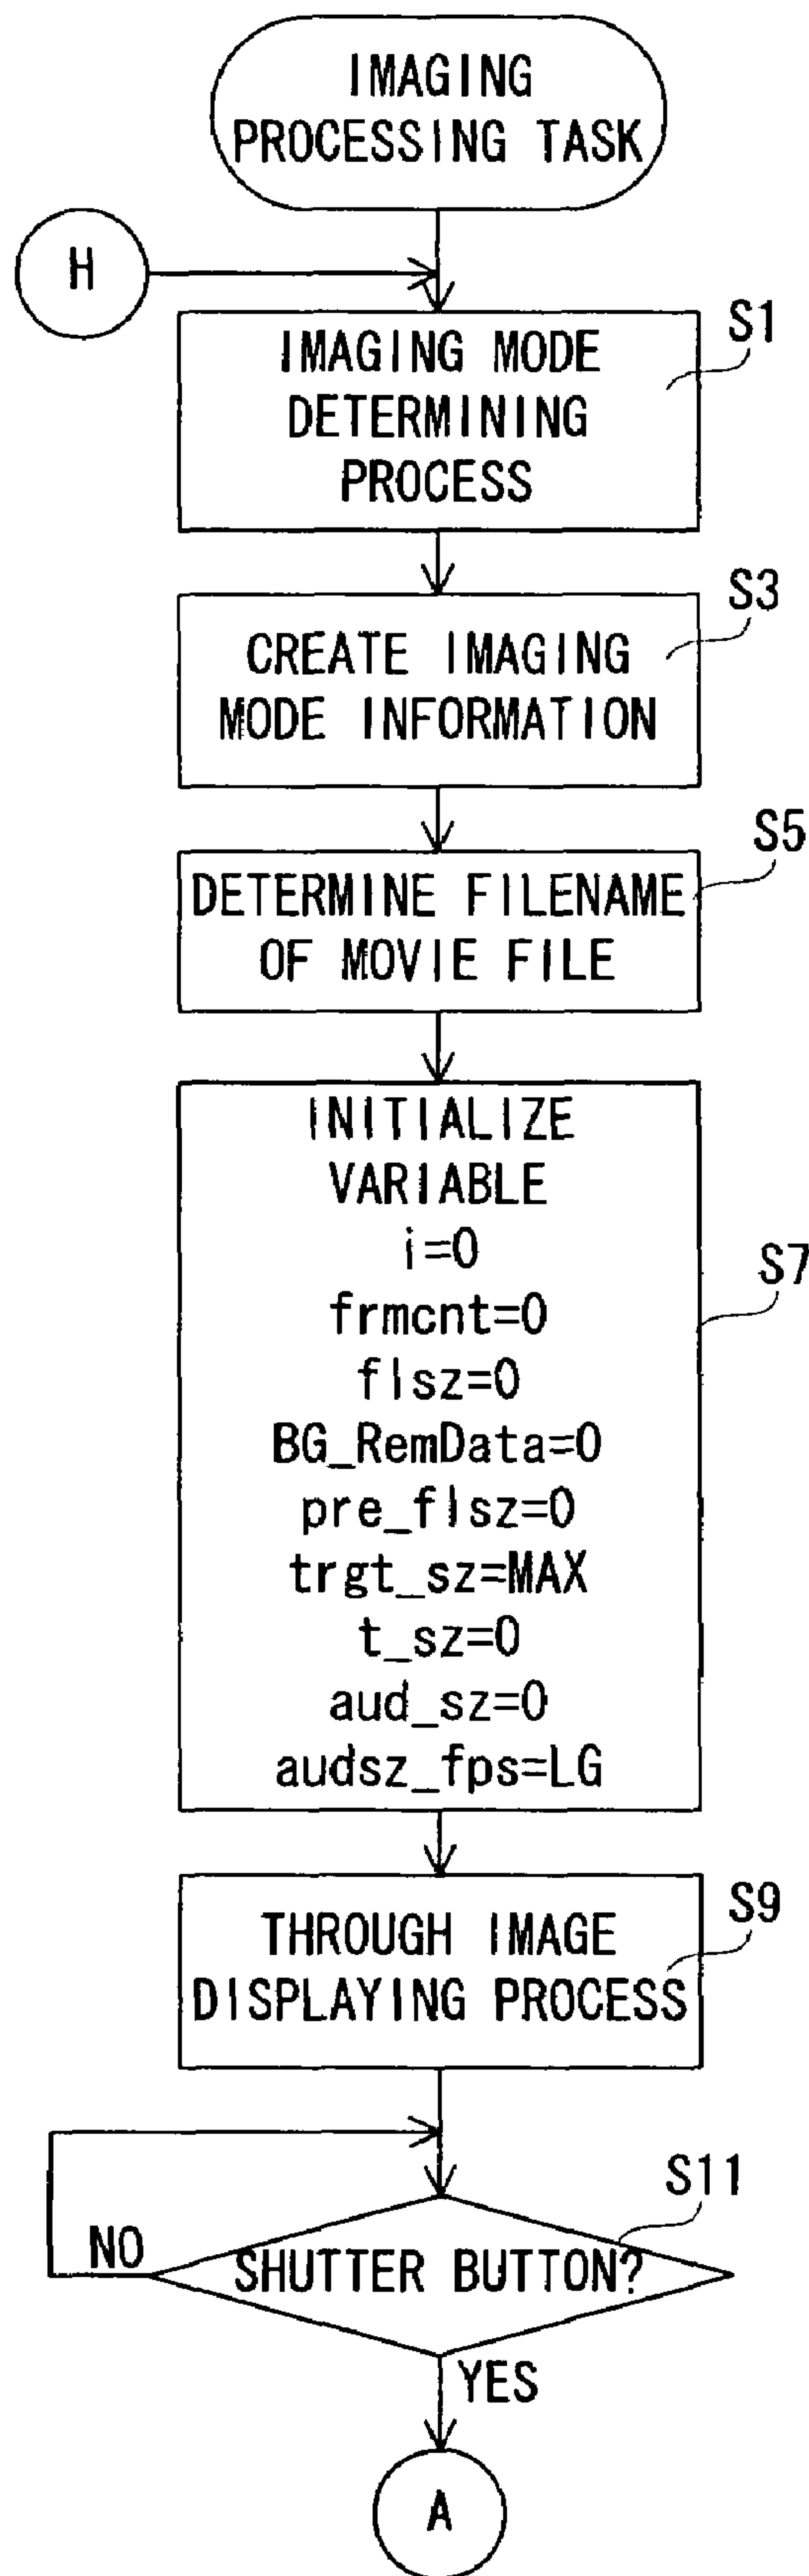 IMAGING
PROCESSING TASK
H
S1
IMAGING MODE
DETERMINING
PROCESS
S3
CREATE IMAGING
MODE INFORMATION
S5
DETERMINE FILENAME
OF MOVIE FILE
S7
INITIALIZE
VARIABLE
i=0
frmcnt=0
flsz=0
BG_RemData=0
pre_flsz=0
trgt_sz=MAX
t_sz=0
aud_sz=0
audsz_fps=LG
S9
THROUGH IMAGE
DISPLAYING PROCESS
S11
NO
SHUTTER BUTTON?
YES
A